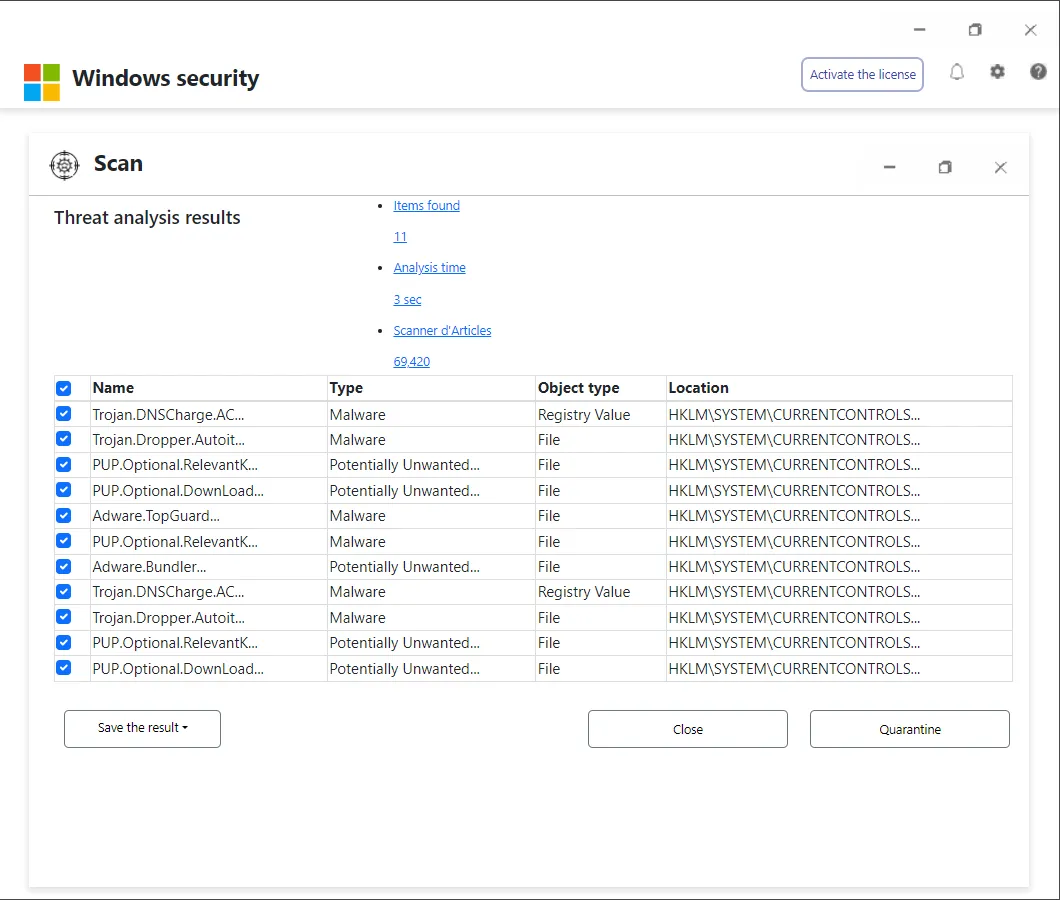 Windows security
Activate the license
Scan
Threat analysis results
Items found
11
Analysis time
3 sec
Scanner d'Articles
69,420
Name Type Object type Location
Trojan.DNSCharge.AC... Malware Registry Value HKLM\SYSTEM\CURRENTCONTROLS...
Trojan.Dropper.Autoit... Malware File HKLM\SYSTEM\CURRENTCONTROLS...
PUP.Optional.RelevantK... Potentially Unwanted... File HKLM\SYSTEM\CURRENTCONTROLS...
PUP.Optional.DownLoad... Potentially Unwanted... File HKLM\SYSTEM\CURRENTCONTROLS...
Adware.TopGuard... Malware File HKLM\SYSTEM\CURRENTCONTROLS...
PUP.Optional.RelevantK... Malware File HKLM\SYSTEM\CURRENTCONTROLS...
Adware.Bundler... Potentially Unwanted... File HKLM\SYSTEM\CURRENTCONTROLS...
Trojan.DNSCharge.AC... Malware Registry Value HKLM\SYSTEM\CURRENTCONTROLS...
Trojan.Dropper.Autoit... Malware File HKLM\SYSTEM\CURRENTCONTROLS...
PUP.Optional.RelevantK... Potentially Unwanted... File HKLM\SYSTEM\CURRENTCONTROLS...
PUP.Optional.DownLoad... Potentially Unwanted... File HKLM\SYSTEM\CURRENTCONTROLS...
Save the result Close Quarantine